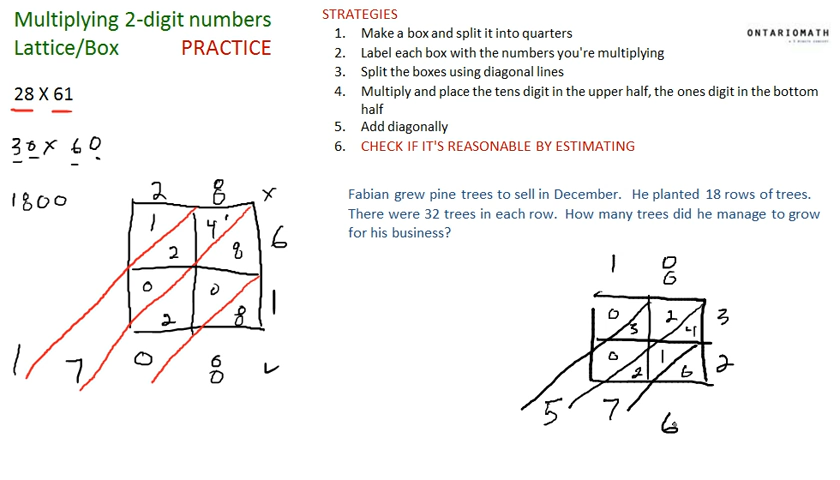 Multiplying 2-digit numbers
Lattice/Box PRACTICE
28 X 61
30 x 60
1800
2 8 x
1 4 1
2 8 6
0 0
2 8 1
1 7 0 8
STRATEGIES
1. Make a box and split it into quarters
2. Label each box with the numbers you're multiplying
3. Split the boxes using diagonal lines
4. Multiply and place the tens digit in the upper half, the ones digit in the bottom
half
5. Add diagonally
6. CHECK IF IT'S REASONABLE BY ESTIMATING
ONTARIOMATH
Fabian grew pine trees to sell in December. He planted 18 rows of trees.
There were 32 trees in each row. How many trees did he manage to grow
for his business?
1 8
0 2 3
3 4
0 1 2
2 6
5 7 6